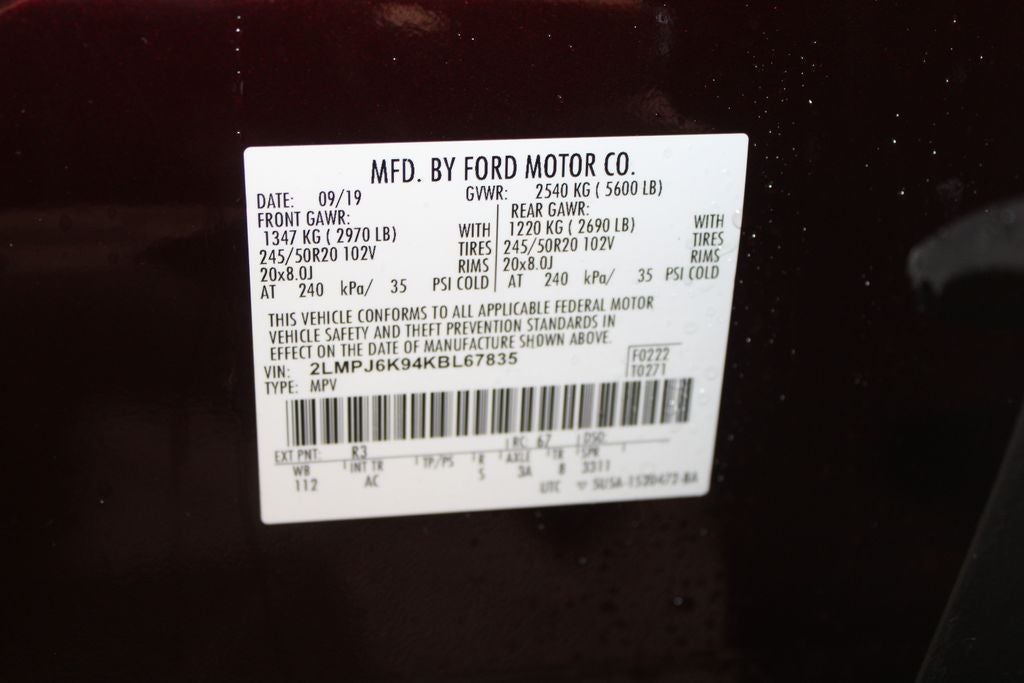 MFD. BY FORD MOTOR CO.
DATE: 09/19 GVWR: 2540 KG ( 5600 LB)
FRONT GAWR: REAR GAWR:
1347 KG ( 2970 LB) WITH 1220 KG ( 2690 LB) WITH
245/50R20 102V TIRES 245/50R20 102V TIRES
20x8.0J RIMS 20x8.0J RIMS
AT 240 kPa/ 35 PSI COLD AT 240 kPa/ 35 PSI COLD
THIS VEHICLE CONFORMS TO ALL APPLICABLE FEDERAL MOTOR
VEHICLE SAFETY AND THEFT PREVENTION STANDARDS IN
EFFECT ON THE DATE OF MANUFACTURE SHOWN ABOVE.
VIN: 2LMPJ6K94KBL67835 F0222
TYPE: MPV T0271
EXT PNT: R3 RC: 67 DSO:
WB INT TR TP/PS R AXLE TR SPR
112 AC 5 3A 8 3311
UTC